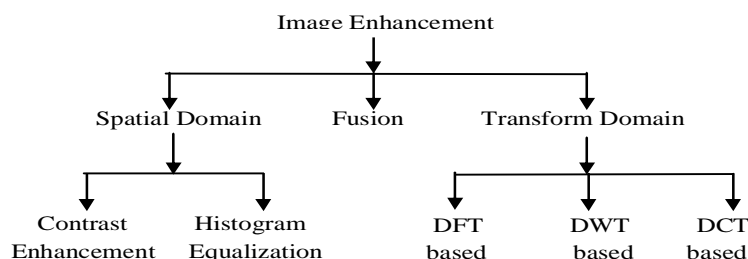 Image Enhancement
Spatial Domain
Fusion
Transform Domain
Contrast
Enhancement
Histogram
Equalization
DFT
based
DWT
based
DCT
based